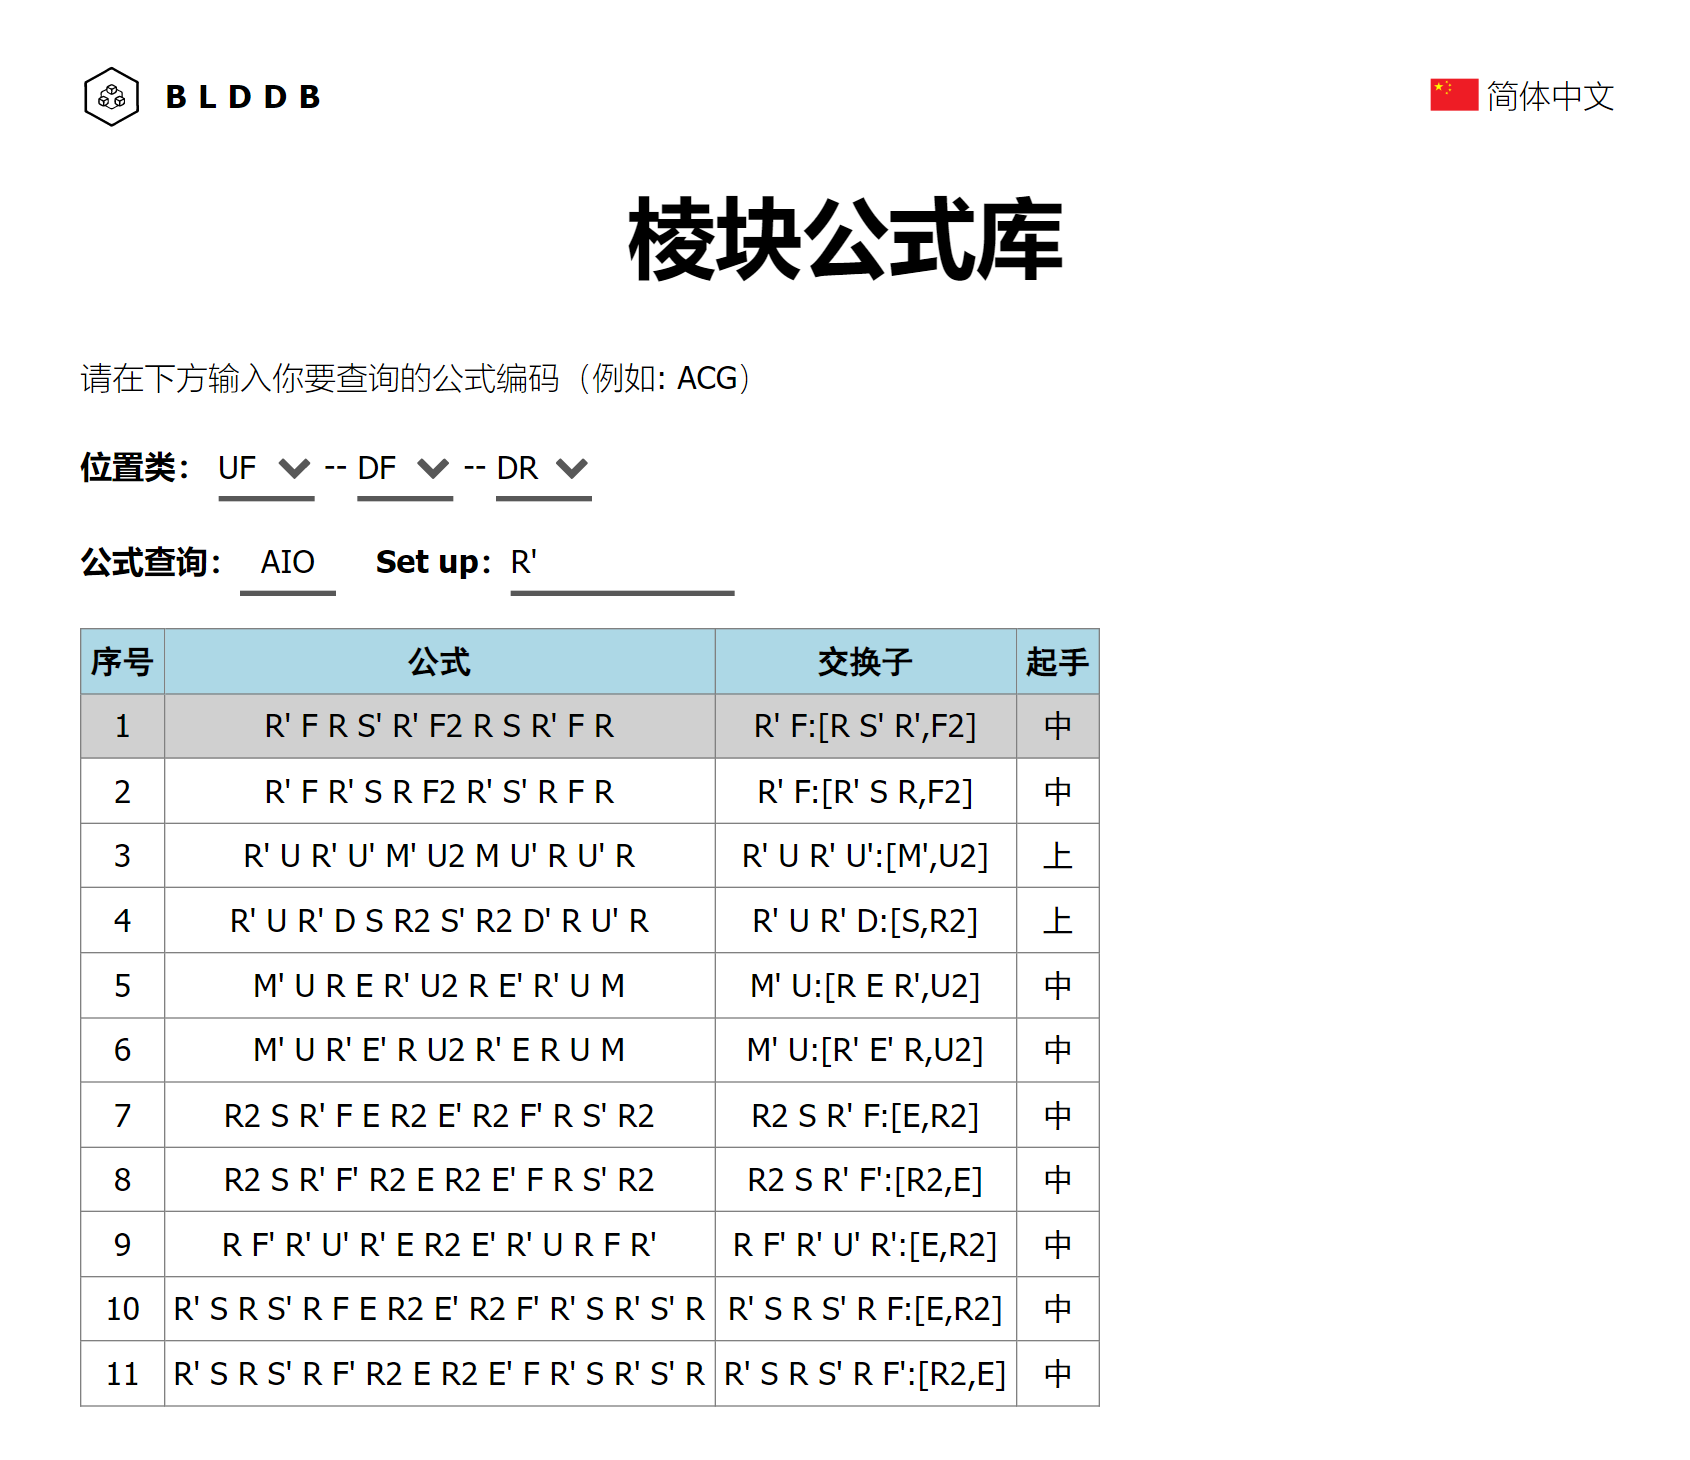 BLDDB
简体中文
棱块公式库
请在下方输入你要查询的公式编码（例如: ACG）
位置类： UF -- DF -- DR
公式查询： AIO Set up： R'
序号 公式 交换子 起手
1 R' F R S' R' F2 R S R' F R R' F:[R S' R',F2] 中
2 R' F R' S R F2 R' S' R F R R' F:[R' S R,F2] 中
3 R' U R' U' M' U2 M U' R U' R R' U R' U':[M',U2] 上
4 R' U R' D S R2 S' R2 D' R U' R R' U R' D:[S,R2] 上
5 M' U R E R' U2 R E' R' U M M' U:[R E R',U2] 中
6 M' U R' E' R U2 R' E R U M M' U:[R' E' R,U2] 中
7 R2 S R' F E R2 E' R2 F' R S' R2 R2 S R' F:[E,R2] 中
8 R2 S R' F' R2 E R2 E' F R S' R2 R2 S R' F':[R2,E] 中
9 R F' R' U' R' E R2 E' R' U R F R' R F' R' U' R':[E,R2] 中
10 R' S R S' R F E R2 E' R2 F' R' S R' S' R R' S R S' R F:[E,R2] 中
11 R' S R S' R F' R2 E R2 E' F R' S R' S' R R' S R S' R F':[R2,E] 中